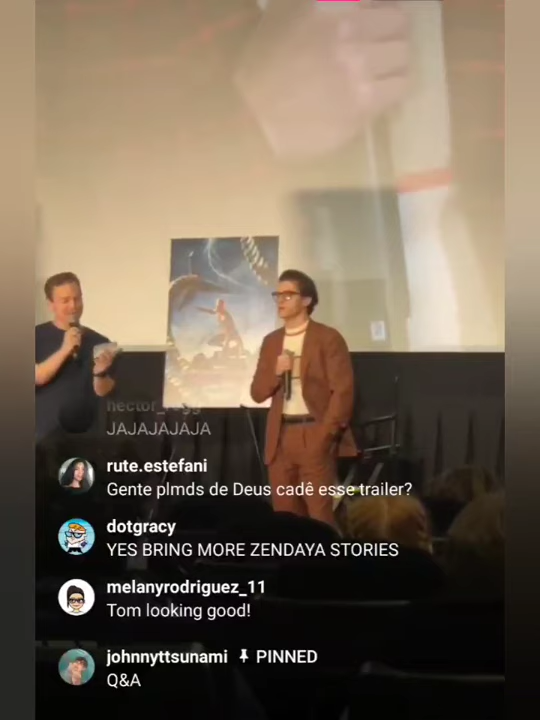 JAJAJAJAJA
rute.estefani
Gente plmds de Deus cadê esse trailer?
dotgracy
YES BRING MORE ZENDAYA STORIES
melanyrodriguez_11
Tom looking good!
johnnyttsunami PINNED
Q&A